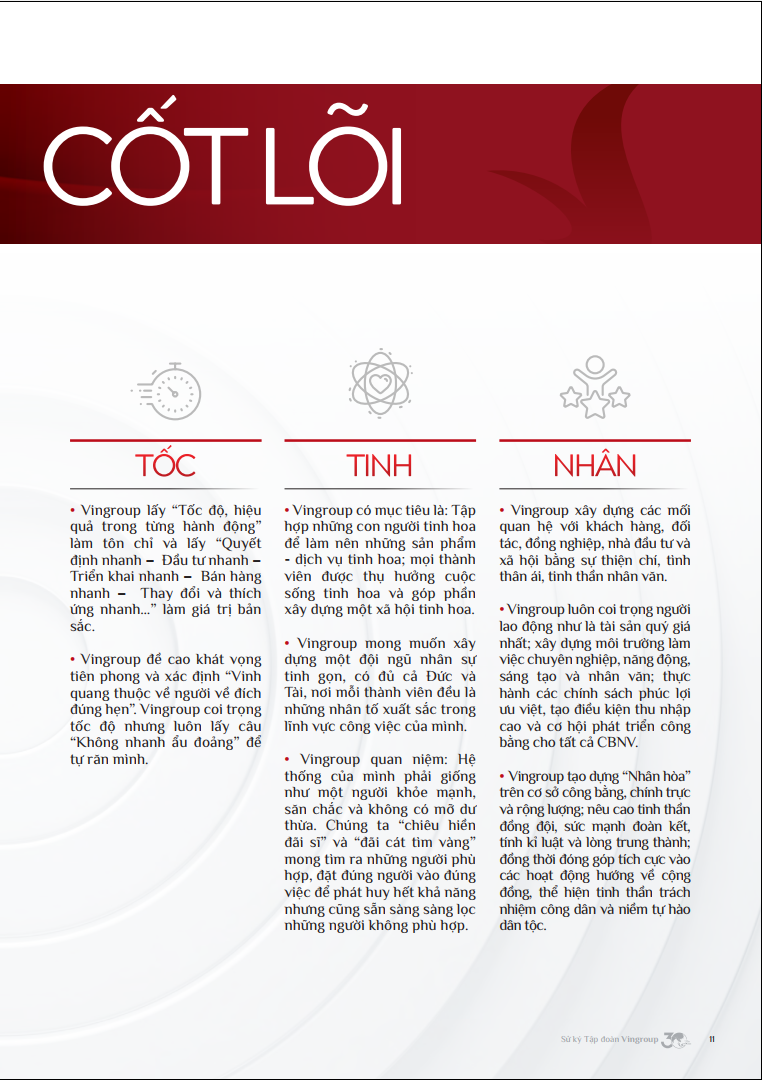 CỐT LÕI
TỐC
• Vingroup lấy “Tốc độ, hiệu
quả trong từng hành động”
làm tôn chỉ và lấy “Quyết
định nhanh – Đầu tư nhanh –
Triển khai nhanh – Bán hàng
nhanh – Thay đổi và thích
ứng nhanh...” làm giá trị bản
sắc.
• Vingroup đề cao khát vọng
tiên phong và xác định “Vinh
quang thuộc về người về đích
đúng hẹn”. Vingroup coi trọng
tốc độ nhưng luôn lấy câu
“Không nhanh ẩu đoảng” để
tự răn mình.
TINH
• Vingroup có mục tiêu là: Tập
hợp những con người tinh hoa
để làm nên những sản phẩm
- dịch vụ tinh hoa; mọi thành
viên được thụ hưởng cuộc
sống tinh hoa và góp phần
xây dựng một xã hội tinh hoa.
• Vingroup mong muốn xây
dựng một đội ngũ nhân sự
tinh gọn, có đủ cả Đức và
Tài, nơi mỗi thành viên đều là
những nhân tố xuất sắc trong
lĩnh vực công việc của mình.
• Vingroup quan niệm: Hệ
thống của mình phải giống
như một người khỏe mạnh,
săn chắc và không có mỡ dư
thừa. Chúng ta “chiêu hiền
đãi sĩ” và “đãi cát tìm vàng”
mong tìm ra những người phù
hợp, đặt đúng người vào đúng
việc để phát huy hết khả năng
nhưng cũng sẵn sàng sàng lọc
những người không phù hợp.
NHÂN
• Vingroup xây dựng các mối
quan hệ với khách hàng, đối
tác, đồng nghiệp, nhà đầu tư và
xã hội bằng sự thiện chí, tình
thân ái, tinh thần nhân văn.
• Vingroup luôn coi trọng người
lao động như là tài sản quý giá
nhất; xây dựng môi trường làm
việc chuyên nghiệp, năng động,
sáng tạo và nhân văn; thực
hành các chính sách phúc lợi
ưu việt, tạo điều kiện thu nhập
cao và cơ hội phát triển công
bằng cho tất cả CBNV.
• Vingroup tạo dựng “Nhân hòa”
trên cơ sở công bằng, chính trực
và rộng lượng; nêu cao tinh thần
đồng đội, sức mạnh đoàn kết,
tính kỉ luật và lòng trung thành;
đồng thời đóng góp tích cực vào
các hoạt động hướng về cộng
đồng, thể hiện tinh thần trách
nhiệm công dân và niềm tự hào
dân tộc.
Sử ký Tập đoàn Vingroup 30 11